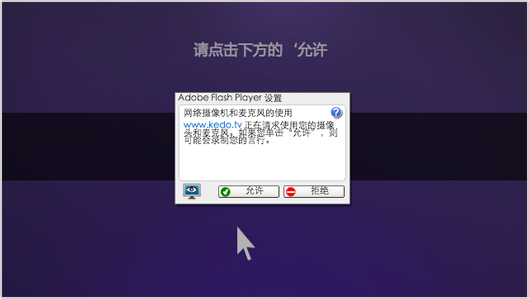 请点击下方的‘允许
Adobe Flash Player 设置
网络摄像机和麦克风的使用
www.kedo.tv 正在请求使用您的摄像
头和麦克风。如果您单击“允许”，则
可能会录制您的言行。
允许 拒绝